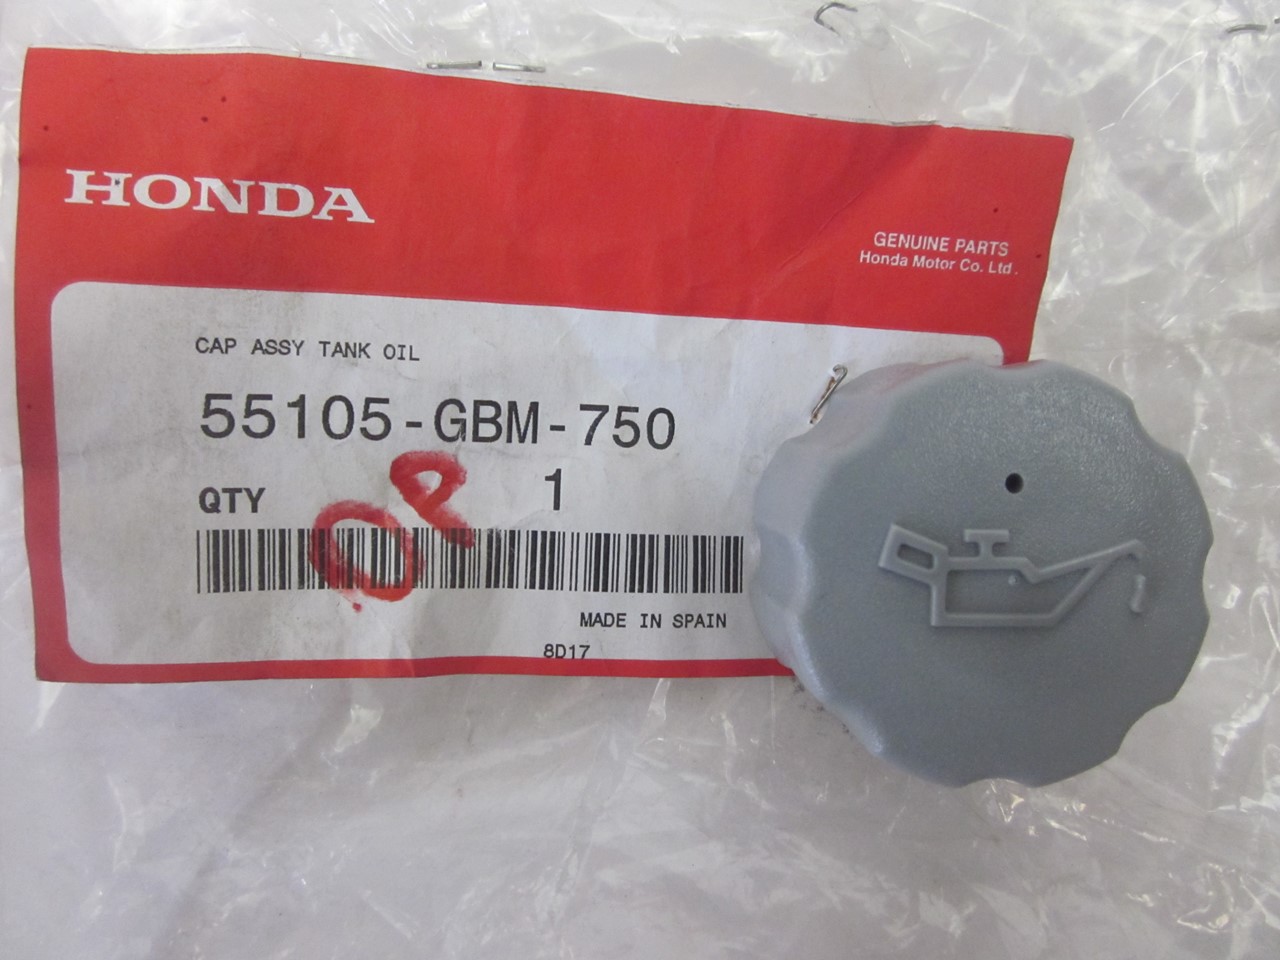 HONDA
GENUINE PARTS
Honda Motor Co. Ltd.
CAP ASSY TANK OIL
55105-GBM-750
QTY 1
OP
MADE IN SPAIN
8D17